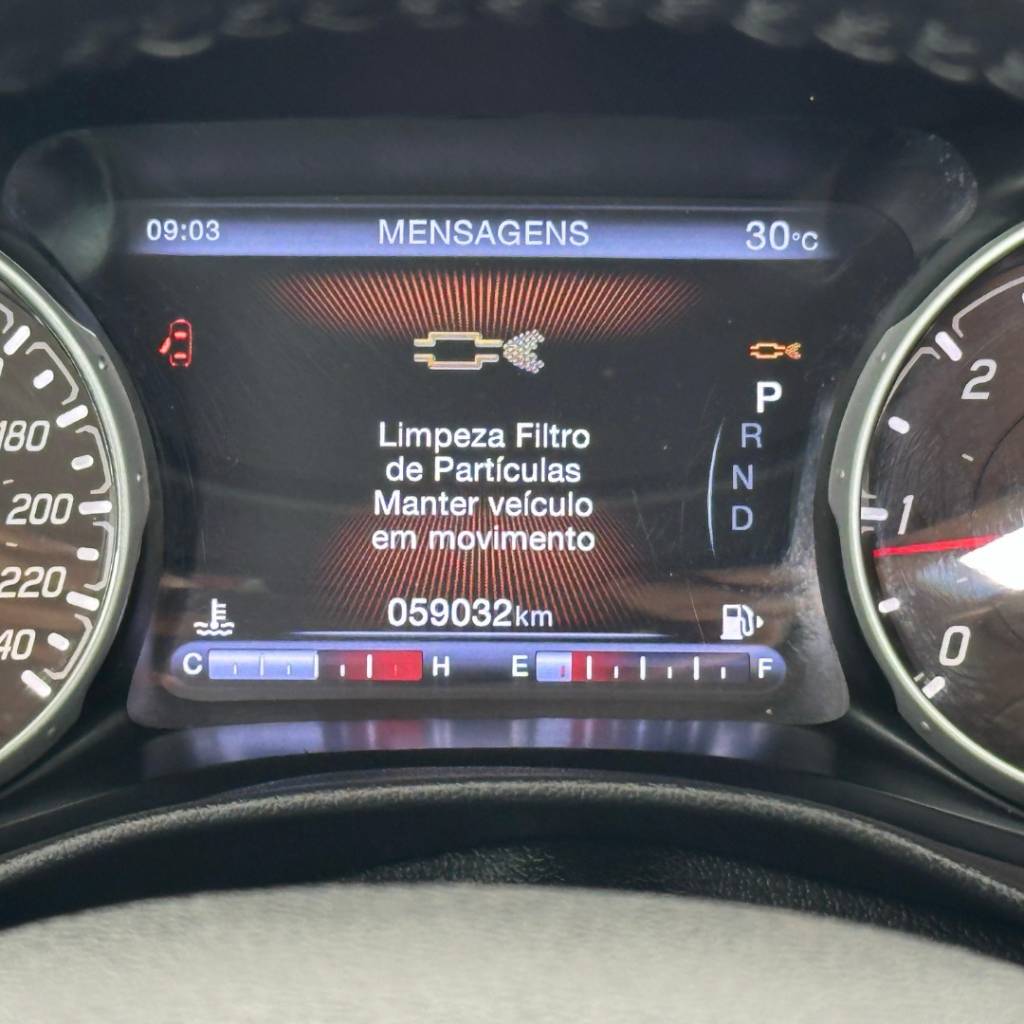 09:03 MENSAGENS 30°C
Limpeza Filtro
de Partículas
Manter veículo
em movimento
P
R
N
D
059032km
C H E F
180
200
220
40
2
1
0